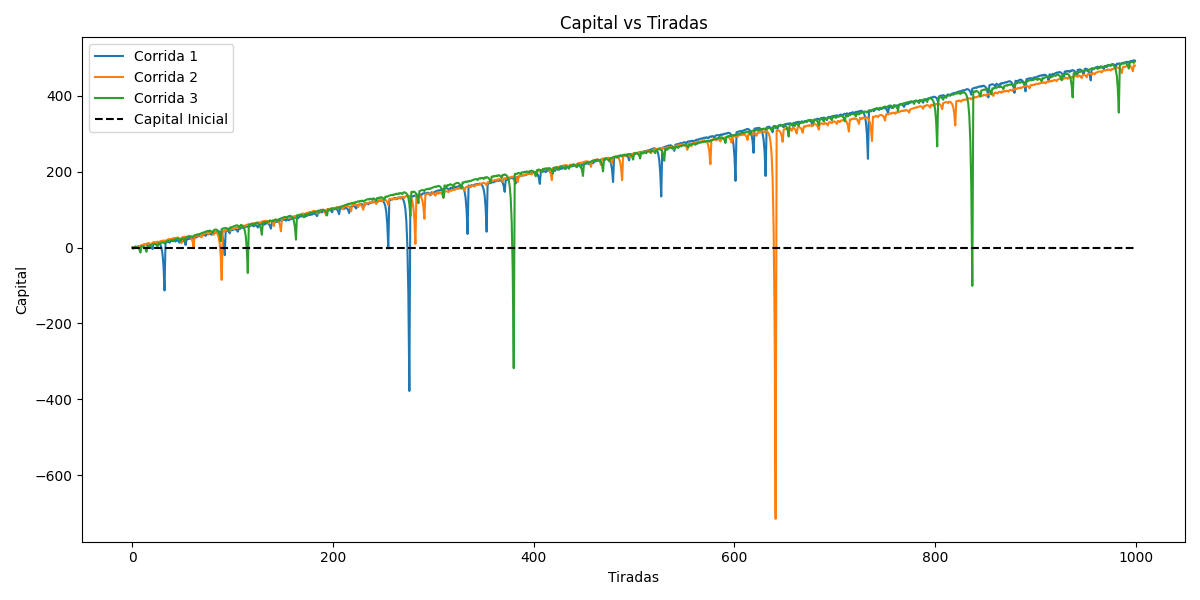 Capital vs Tiradas
Corrida 1
Corrida 2
Corrida 3
Capital Inicial
Capital
400
200
0
−200
−400
−600
0 200 400 600 800 1000
Tiradas